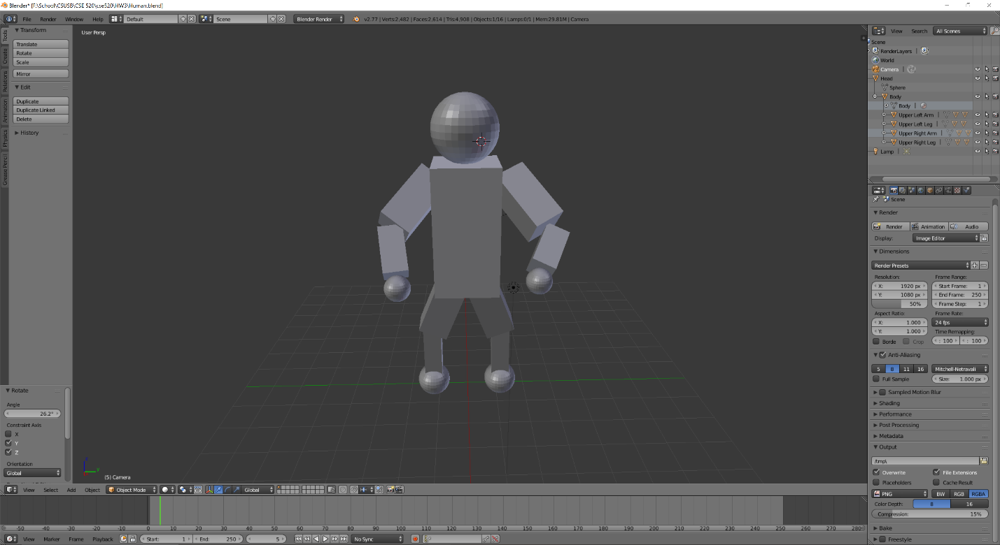 Blender* [F:\School\CSUSB\CSE 520\cse520\HW3\Human.blend]
File Render Window Help Default Scene Blender Render v2.77 | Verts:2,482 | Faces:2,614 | Tris:4,908 | Objects:1/16 | Lamps:0/1 | Mem:29.81M | Camera
Tools
Create
Relations
Animation
Physics
Grease Pencil
Transform
Translate
Rotate
Scale
Mirror
Edit
Duplicate
Duplicate Linked
Delete
History
Rotate
Angle
26.2°
Constraint Axis
X
Y
Z
Orientation
Global
User Persp
(5) Camera
View Select Add Object Object Mode Global
View Search All Scenes
Scene
RenderLayers
World
Camera
Head
Sphere
Body
Body
Upper Left Arm
Upper Left Leg
Upper Right Arm
Upper Right Leg
Lamp
Scene
Render
Render Animation Audio
Display: Image Editor
Dimensions
Render Presets
Resolution: Frame Range:
X: 1920 px Start Frame: 1
Y: 1080 px End Frame: 250
50% Frame Step: 1
Aspect Ratio: Frame Rate:
X: 1.000 24 fps
Y: 1.000 Time Remapping:
Borde Crop : 100 : 100
Anti-Aliasing
5 8 11 16 Mitchell-Netravali
Full Sample Size: 1.000 px
Sampled Motion Blur
Shading
Performance
Post Processing
Metadata
Output
/tmp\
Overwrite File Extensions
Placeholders Cache Result
PNG BW RGB RGBA
Color Depth: 8 16
Compression: 15%
Bake
Freestyle
-50 -40 -30 -20 -10 0 10 20 30 40 50 60 70 80 90 100 110 120 130 140 150 160 170 180 190 200 210 220 230 240 250 260 270 280
View Marker Frame Playback Start: 1 End: 250 5 No Sync